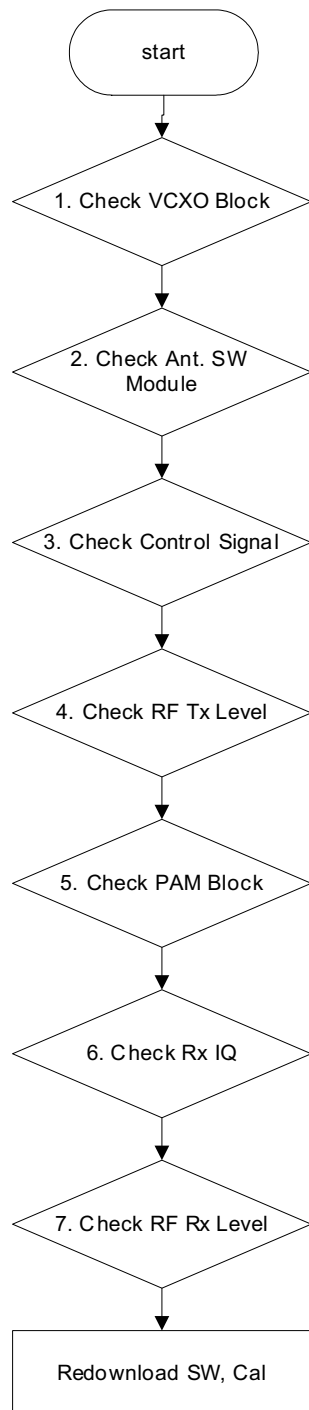 start
1. Check VCXO Block
2. Check Ant. SW
Module
3. Check Control Signal
4. Check RF Tx Level
5. Check PAM Block
6. Check Rx IQ
7. Check RF Rx Level
Redownload SW, Cal